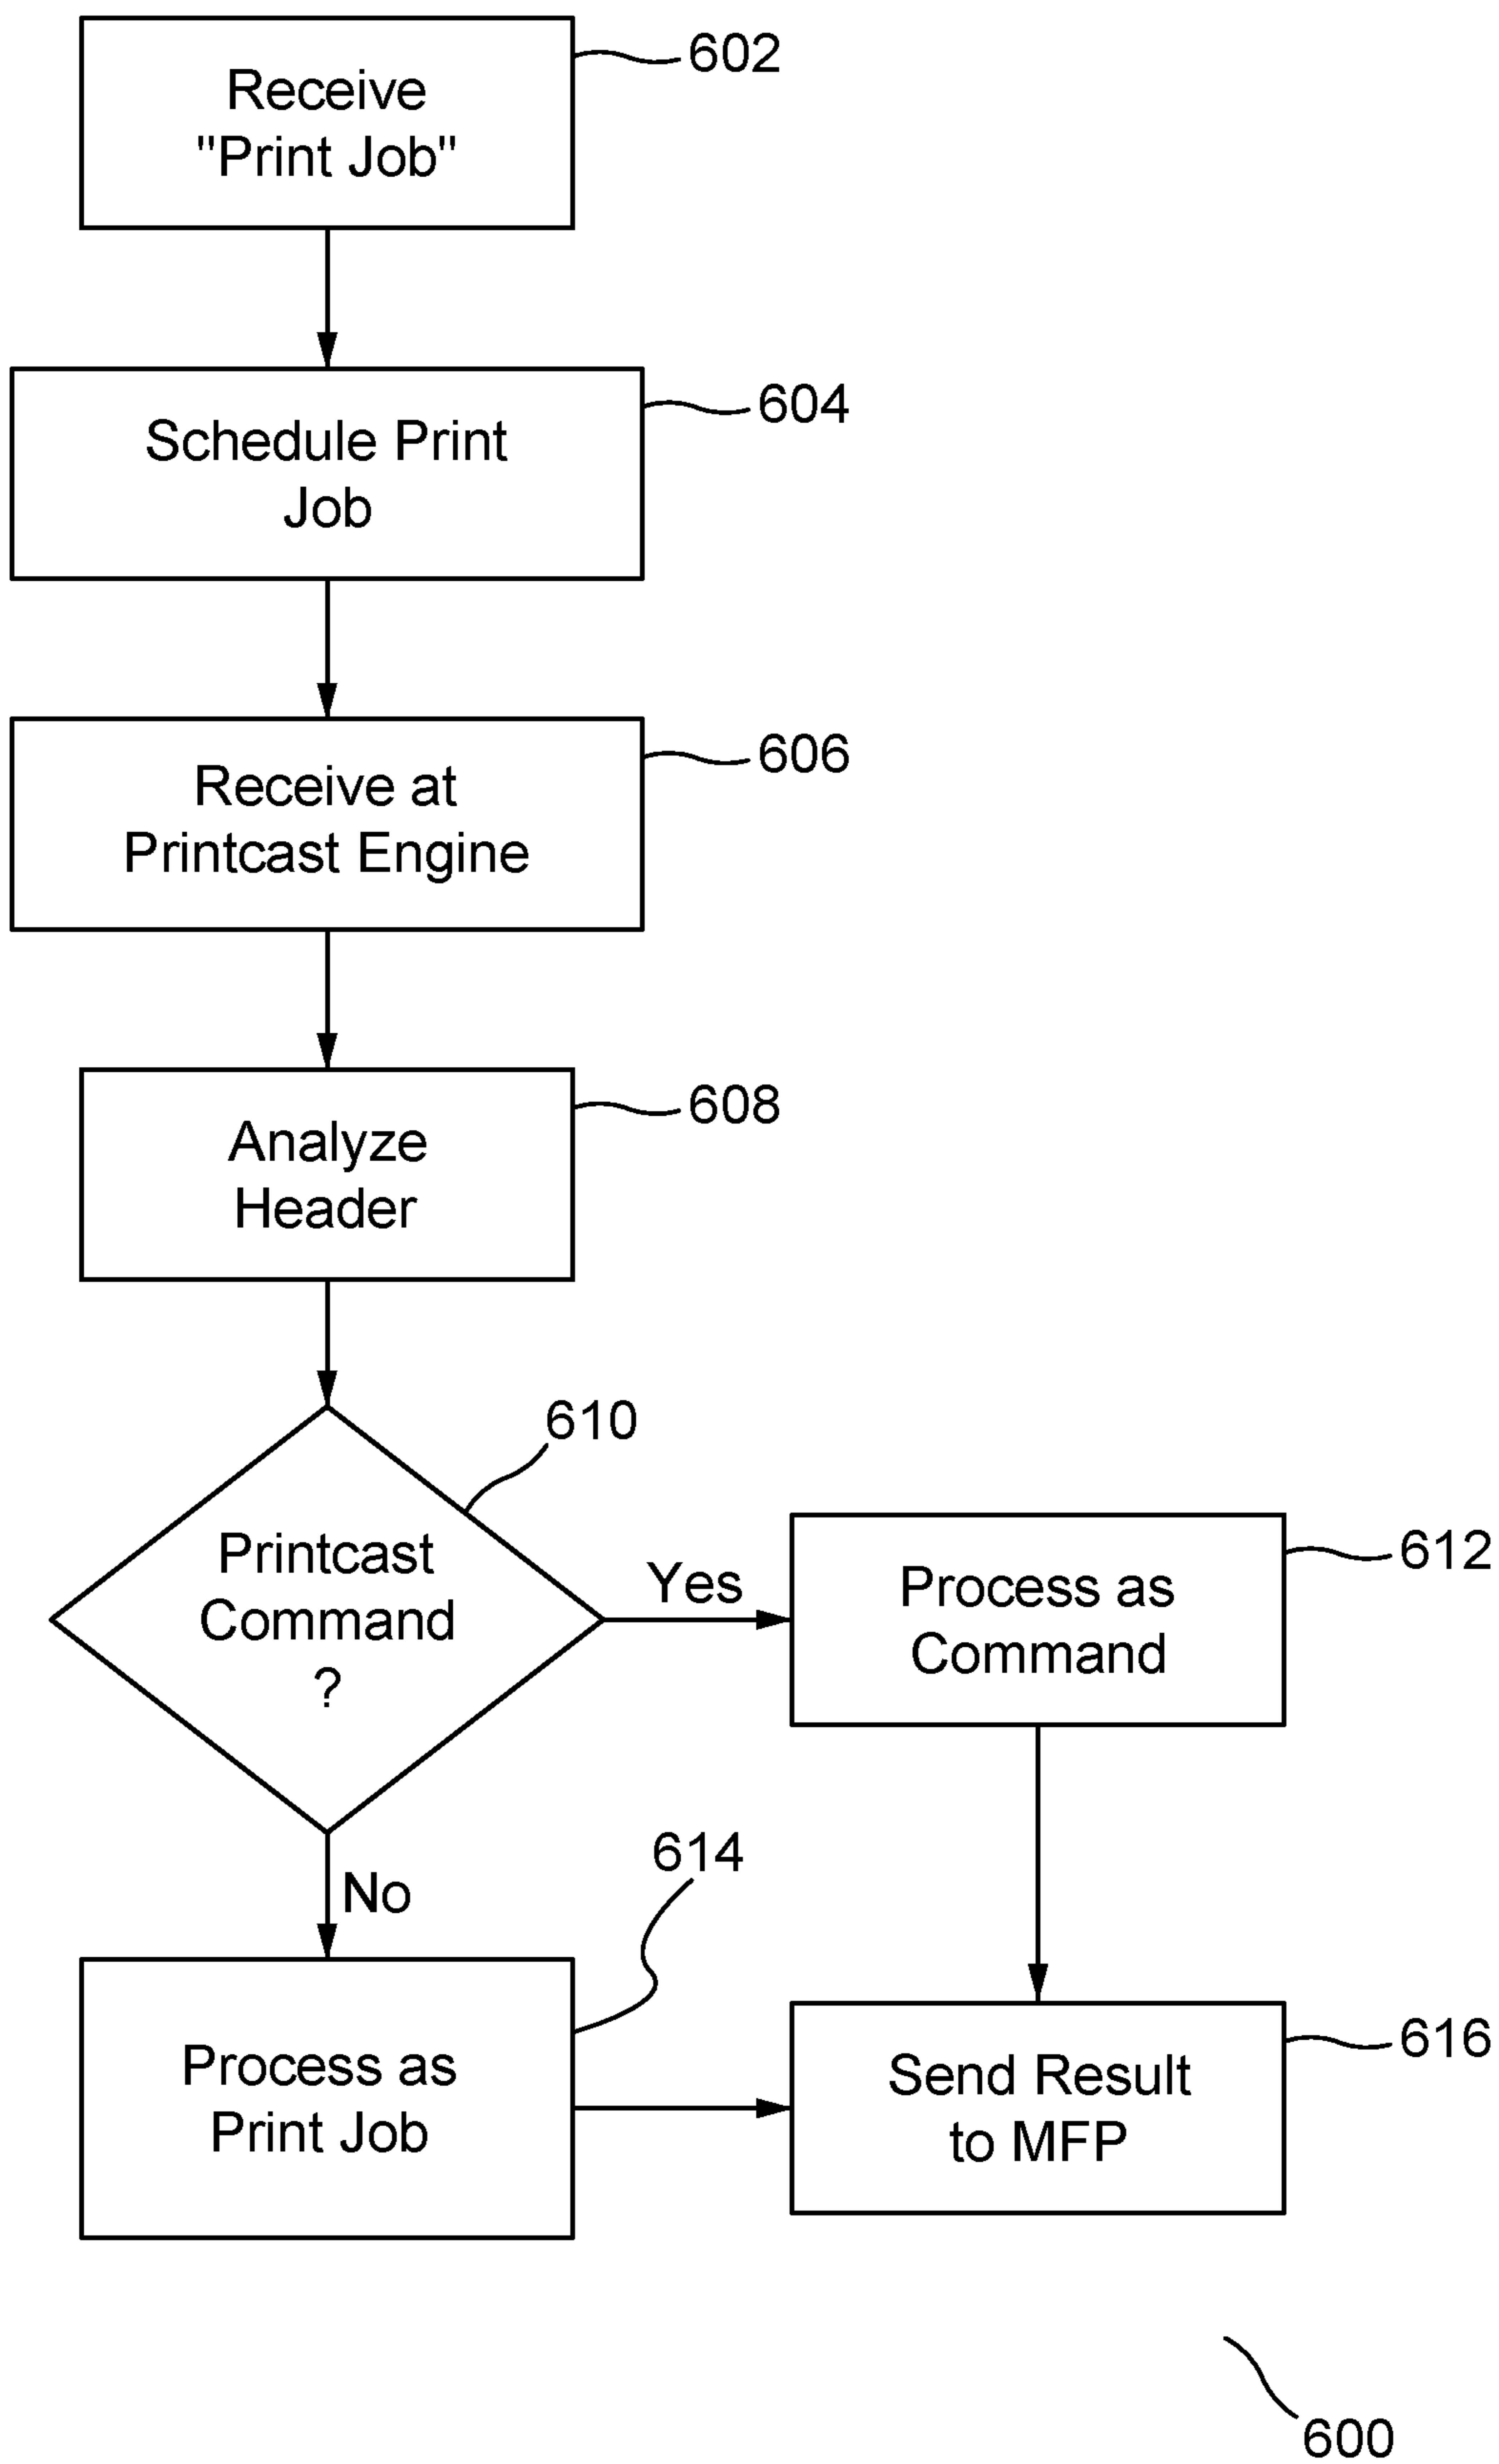 Receive
"Print Job"
602
Schedule Print
Job
604
Receive at
Printcast Engine
606
Analyze
Header
608
Printcast
Command
?
610
Yes
Process as
Command
612
No
614
Process as
Print Job
Send Result
to MFP
616
600